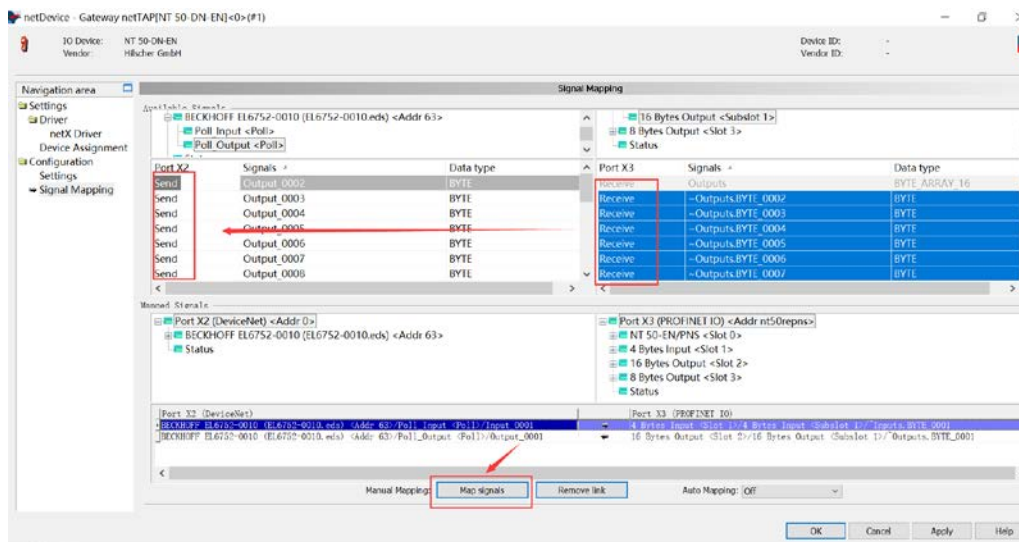 netDevice - Gateway netTAP[NT 50-DN-EN]<0>(#1)
IO Device: NT 50-DN-EN Device ID: -
Vendor: Hilscher GmbH Vendor ID: -
Navigation area Signal Mapping
Settings Available Signals
BECKHOFF EL6752-0010 (EL6752-0010.eds) <Addr 63> 16 Bytes Output <Subslot 1>
Driver Poll Input <Poll> 8 Bytes Output <Slot 3>
netX Driver Poll_Output <Poll> Status
Device Assignment
Configuration Port X2 Signals Data type Port X3 Signals Data type
Settings Send Output_0002 BYTE Receive Outputs BYTE_ARRAY_16
Signal Mapping Send Output_0003 BYTE Receive ~Outputs.BYTE_0002 BYTE
Send Output_0004 BYTE Receive ~Outputs.BYTE_0003 BYTE
Send Output_0005 BYTE Receive ~Outputs.BYTE_0004 BYTE
Send Output_0006 BYTE Receive ~Outputs.BYTE_0005 BYTE
Send Output_0007 BYTE Receive ~Outputs.BYTE_0006 BYTE
Send Output_0008 BYTE Receive ~Outputs.BYTE_0007 BYTE
Mapped Signals
Port X2 (DeviceNet) <Addr 0> Port X3 (PROFINET IO) <Addr nt50repns>
BECKHOFF EL6752-0010 (EL6752-0010.eds) <Addr 63> NT 50-EN/PNS <Slot 0>
Status 4 Bytes Input <Slot 1>
16 Bytes Output <Slot 2>
8 Bytes Output <Slot 3>
Status
Port X2 (DeviceNet) Port X3 (PROFINET IO)
BECKHOFF EL6752-0010 (EL6752-0010.eds) <Addr 63>/Poll_Input <Poll>/Input_0001 4 Bytes Input <Slot 1>/4 Bytes Input <Subslot 1>/~Inputs.BYTE_0001
BECKHOFF EL6752-0010 (EL6752-0010.eds) <Addr 63>/Poll_Output <Poll>/Output_0001 16 Bytes Output <Slot 2>/16 Bytes Output <Subslot 1>/~Outputs.BYTE_0001
Manual Mapping: Map signals Remove link Auto Mapping: Off
OK Cancel Apply Help